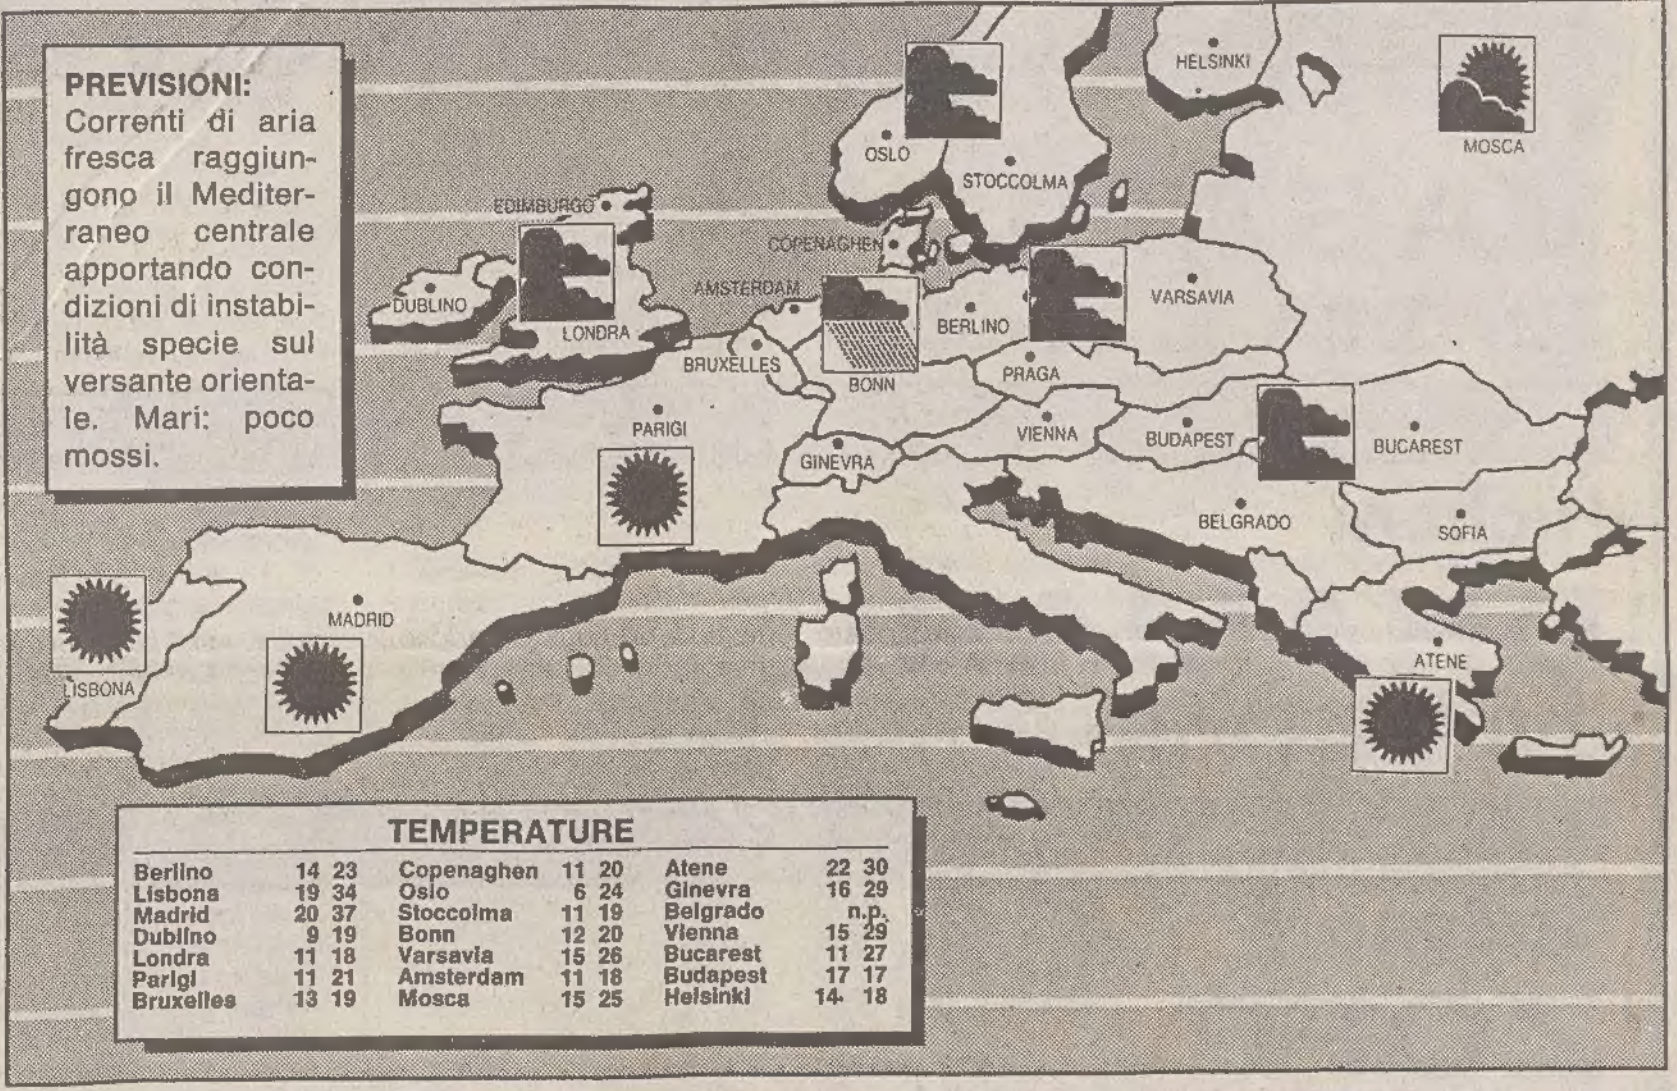 PREVISIONI:
Correnti di aria
fresca raggiun-
gono il Mediter-
raneo centrale
apportando con-
dizioni di instabi-
lità specie sul
versante orienta-
le. Mari: poco
mossi.
HELSINKI
MOSCA
OSLO
STOCCOLMA
EDIMBURGO
COPENAGHEN
AMSTERDAM
DUBLINO
VARSAVIA
BERLINO
LONDRA
BRUXELLES
BONN
PRAGA
PARIGI
VIENNA
BUDAPEST
BUCAREST
GINEVRA
BELGRADO
SOFIA
MADRID
ATENE
LISBONA
TEMPERATURE
Berlino 14 23 Copenaghen 11 20 Atene 22 30
Lisbona 19 34 Oslo 6 24 Ginevra 16 29
Madrid 20 37 Stoccolma 11 19 Belgrado n.p.
Dublino 9 19 Bonn 12 20 Vienna 15 29
Londra 11 18 Varsavia 15 26 Bucarest 11 27
Parigi 11 21 Amsterdam 11 18 Budapest 17 17
Bruxelles 13 19 Mosca 15 25 Helsinki 14 18